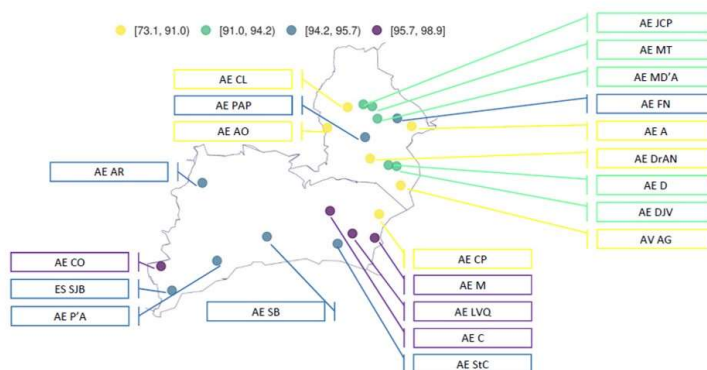 [73.1, 91.0)
[91.0, 94.2)
[94.2, 95.7)
[95.7, 98.9]
AE JCP
AE MT
AE MD'A
AE FN
AE A
AE DrAN
AE D
AE DJV
AV AG
AE CL
AE PAP
AE AO
AE AR
AE CO
ES SJB
AE P'A
AE SB
AE CP
AE M
AE LVQ
AE C
AE StC